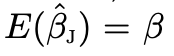 E(β̂_J) = β